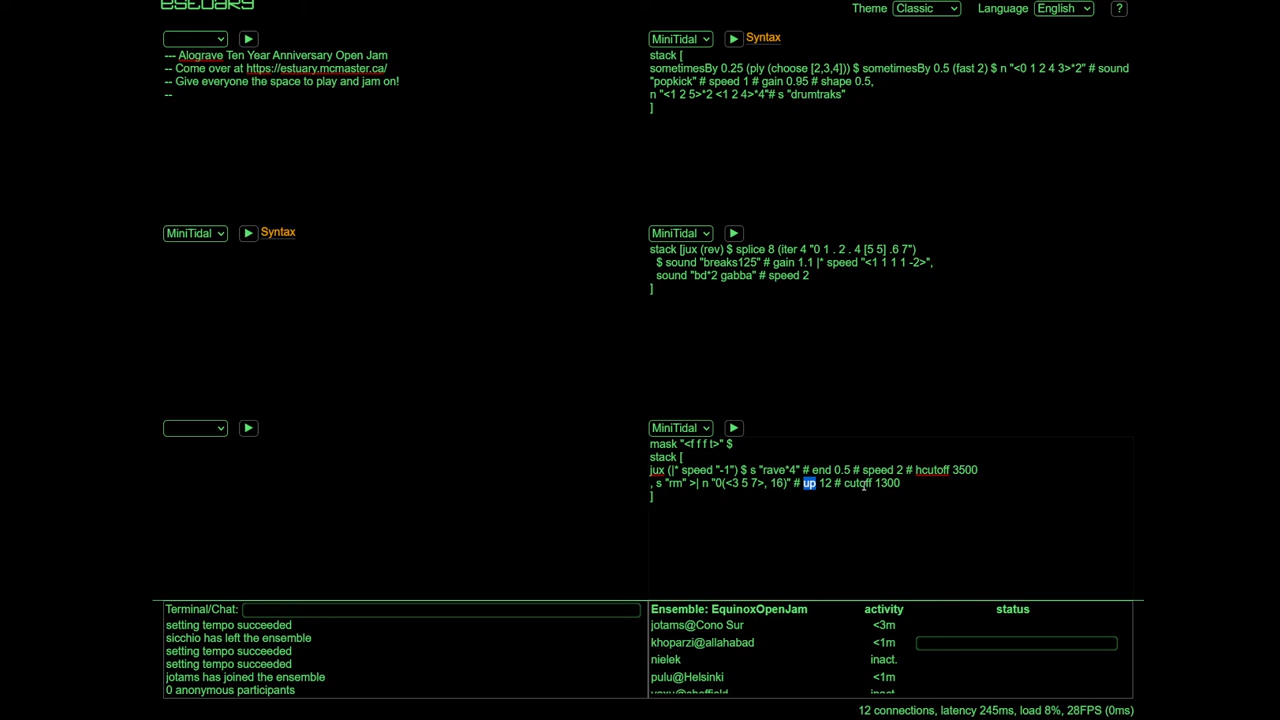 estuary
Theme Classic Language English ?
--- Alograve Ten Year Anniversary Open Jam
-- Come over at https://estuary.mcmaster.ca/
-- Give everyone the space to play and jam on!
--
MiniTidal Syntax
stack [
sometimesBy 0.25 (ply (choose [2,3,4])) $ sometimesBy 0.5 (fast 2) $ n "<0 1 2 4 3>*2" # sound
"popkick" # speed 1 # gain 0.95 # shape 0.5,
n "<1 2 5>*2 <1 2 4>*4"# s "drumtraks"
]
MiniTidal Syntax
MiniTidal
stack [jux (rev) $ splice 8 (iter 4 "0 1 . 2 . 4 [5 5] .6 7")
$ sound "breaks125" # gain 1.1 |* speed "<1 1 1 1 -2>",
sound "bd*2 gabba" # speed 2
]
MiniTidal
mask "<f f f t>" $
stack [
jux (|* speed "-1") $ s "rave*4" # end 0.5 # speed 2 # hcutoff 3500
, s "rm" >| n "0(<3 5 7>, 16)" # up 12 # cutoff 1300
]
Terminal/Chat:
setting tempo succeeded
sicchio has left the ensemble
setting tempo succeeded
setting tempo succeeded
jotams has joined the ensemble
0 anonymous participants
Ensemble: EquinoxOpenJam activity status
jotams@Cono Sur <3m
khoparzi@allahabad <1m
nielek inact.
pulu@Helsinki <1m
yaxu@sheffield inact.
12 connections, latency 245ms, load 8%, 28FPS (0ms)